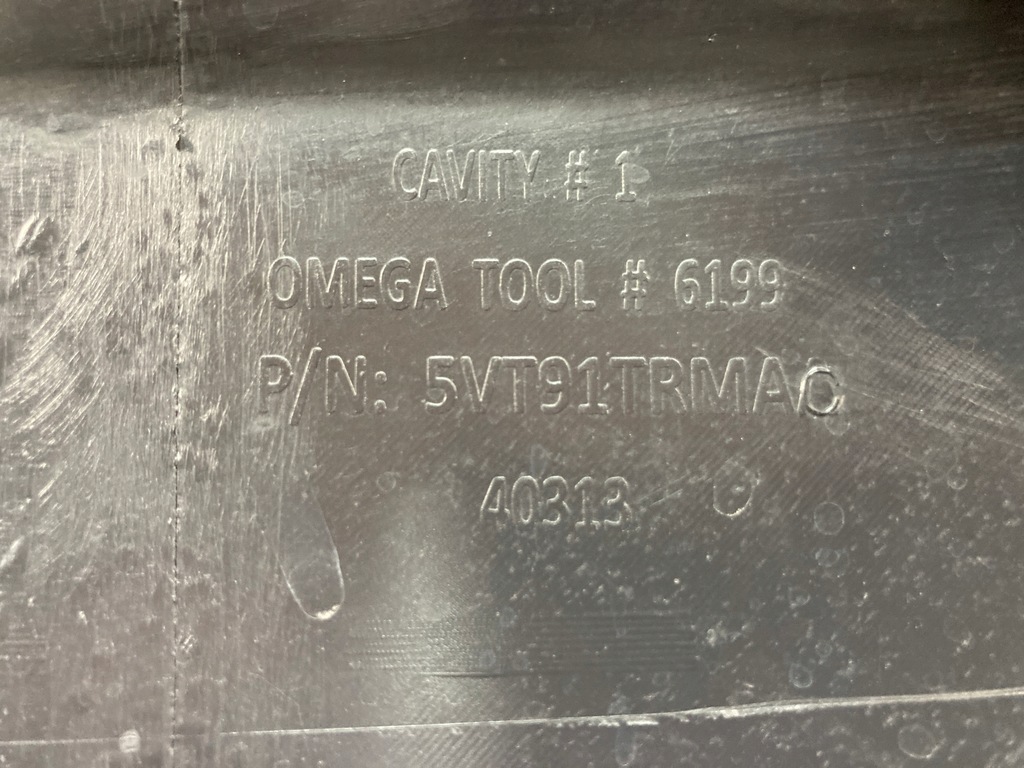 CAVITY # 1
OMEGA TOOL # 6199
P/N: 5VT91TRMAC
40313